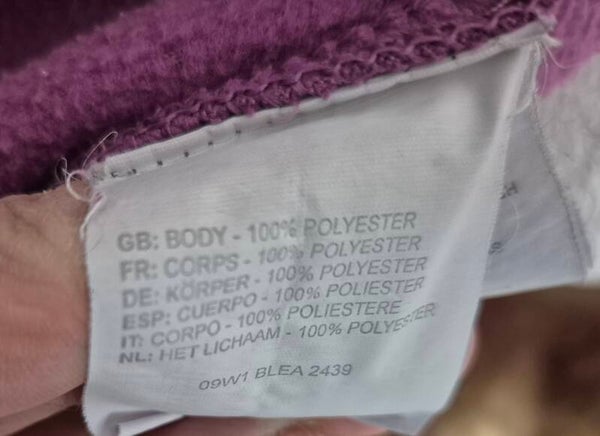 GB: BODY - 100% POLYESTER
FR: CORPS - 100% POLYESTER
DE: KÖRPER - 100% POLYESTER
ESP: CUERPO - 100% POLIESTER
IT: CORPO - 100% POLIESTERE
NL: HET LICHAAM - 100% POLYESTER
09W1 BLEA 2439